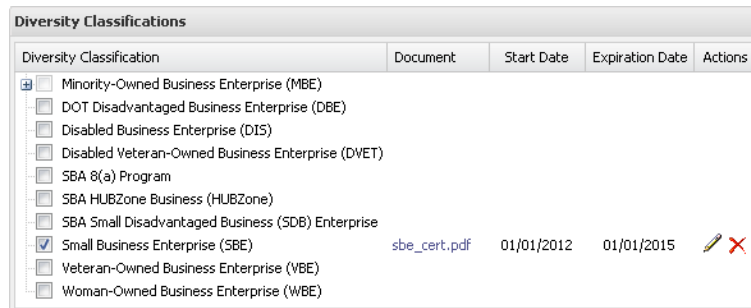 Diversity Classifications
Diversity Classification Document Start Date Expiration Date Actions
Minority-Owned Business Enterprise (MBE)
DOT Disadvantaged Business Enterprise (DBE)
Disabled Business Enterprise (DIS)
Disabled Veteran-Owned Business Enterprise (DVET)
SBA 8(a) Program
SBA HUBZone Business (HUBZone)
SBA Small Disadvantaged Business (SDB) Enterprise
Small Business Enterprise (SBE) sbe_cert.pdf 01/01/2012 01/01/2015
Veteran-Owned Business Enterprise (VBE)
Woman-Owned Business Enterprise (WBE)